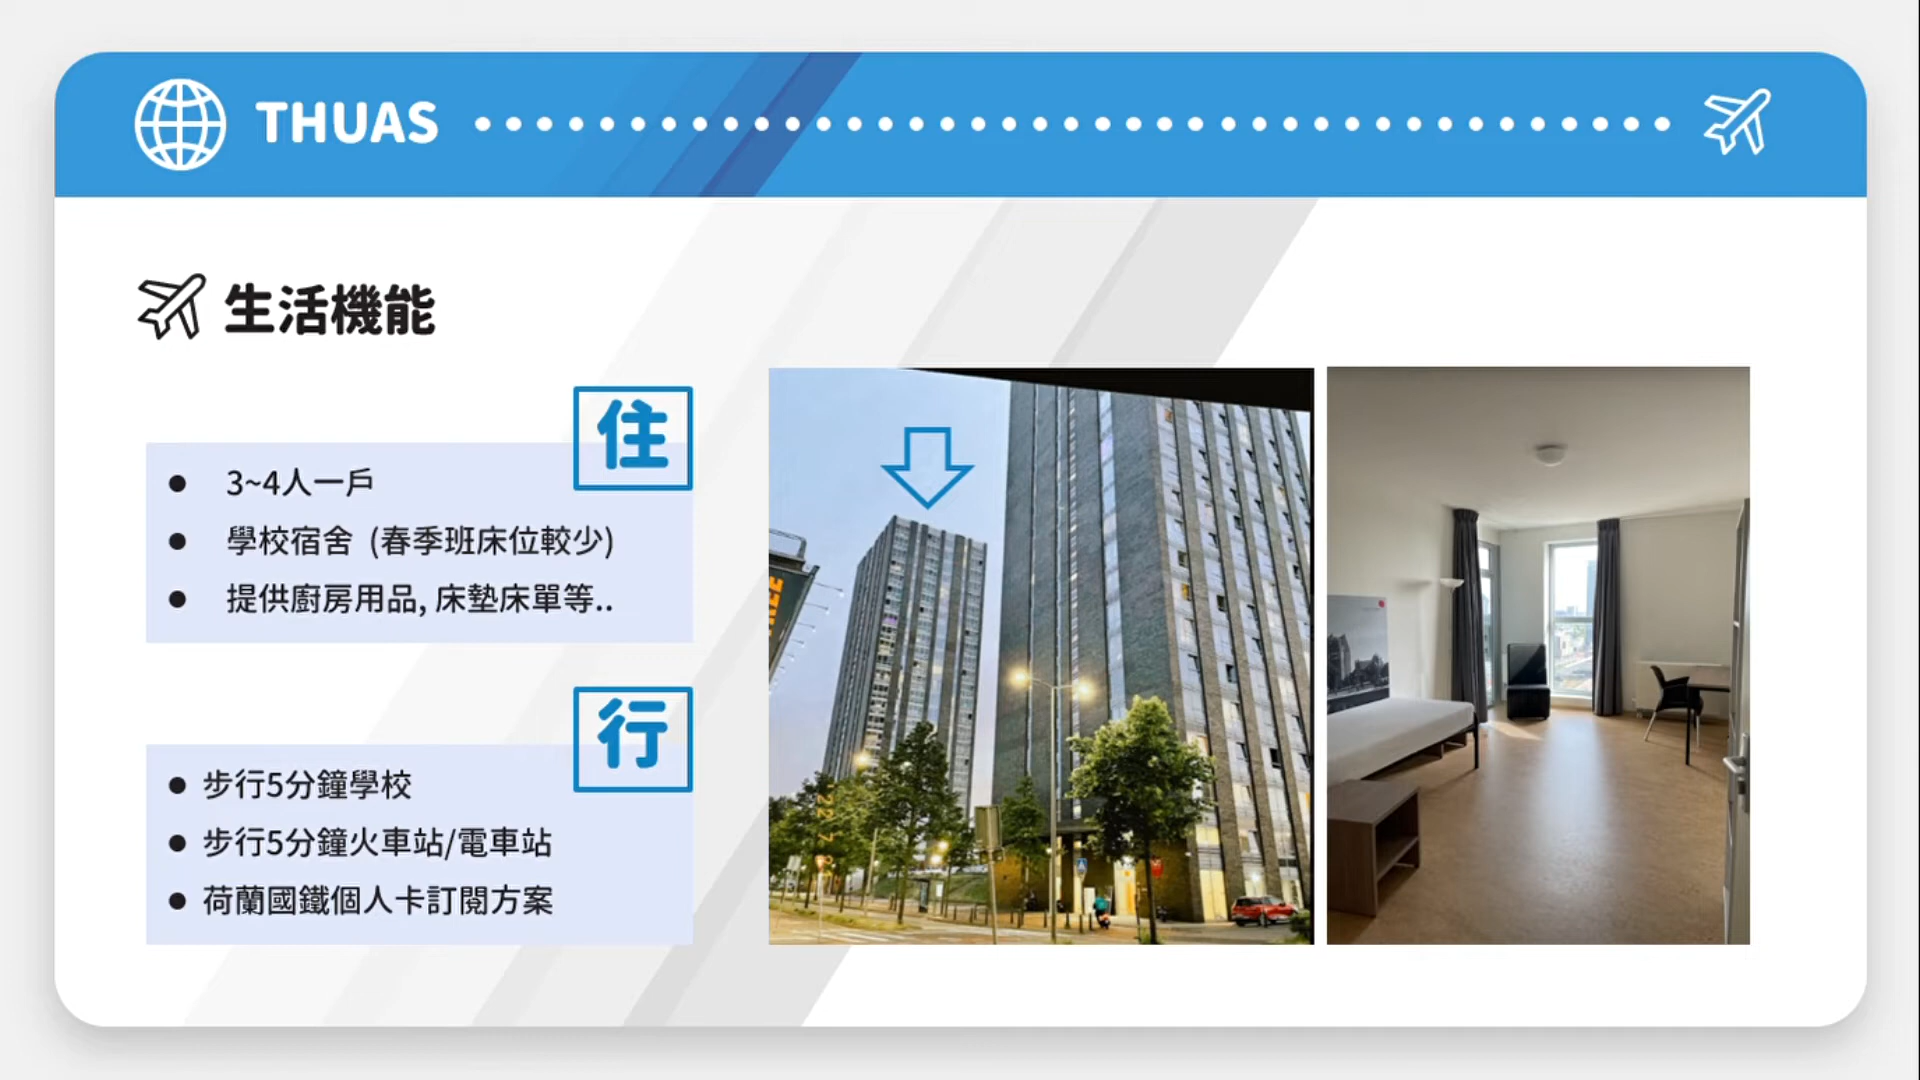 THUAS
生活機能
住
3~4人一戶
學校宿舍 (春季班床位較少)
提供廚房用品, 床墊床單等..
行
步行5分鐘學校
步行5分鐘火車站/電車站
荷蘭國鐵個人卡訂閱方案